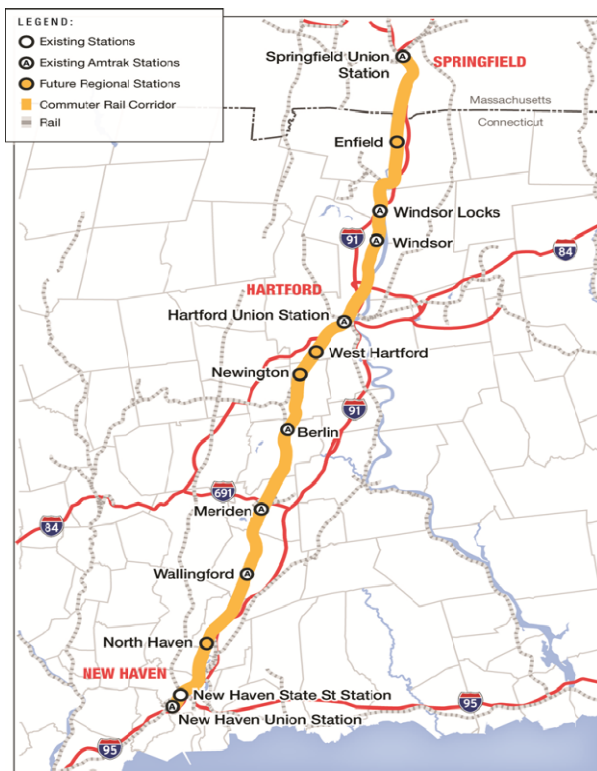 LEGEND:
Existing Stations
Existing Amtrak Stations
Future Regional Stations
Commuter Rail Corridor
Rail
Springfield Union
Station
SPRINGFIELD
Massachusetts
Connecticut
Enfield
Windsor Locks
91
Windsor
84
HARTFORD
Hartford Union Station
West Hartford
Newington
91
Berlin
691
Meriden
84
Wallingford
North Haven
NEW HAVEN
New Haven State St Station
95
New Haven Union Station
95